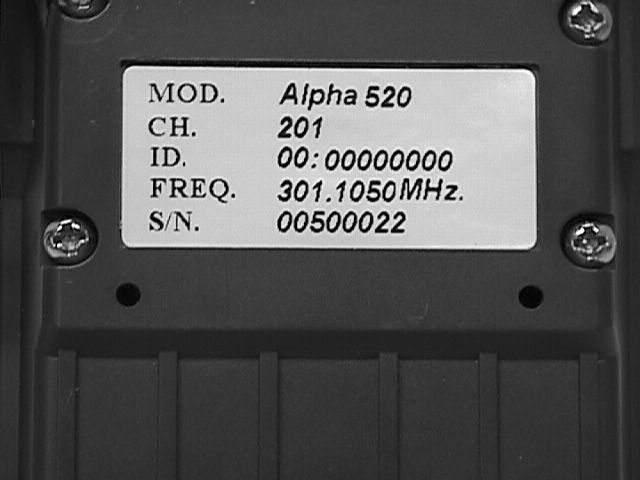 MOD. Alpha 520
CH. 201
ID. 00:00000000
FREQ. 301.1050MHz.
S/N. 00500022